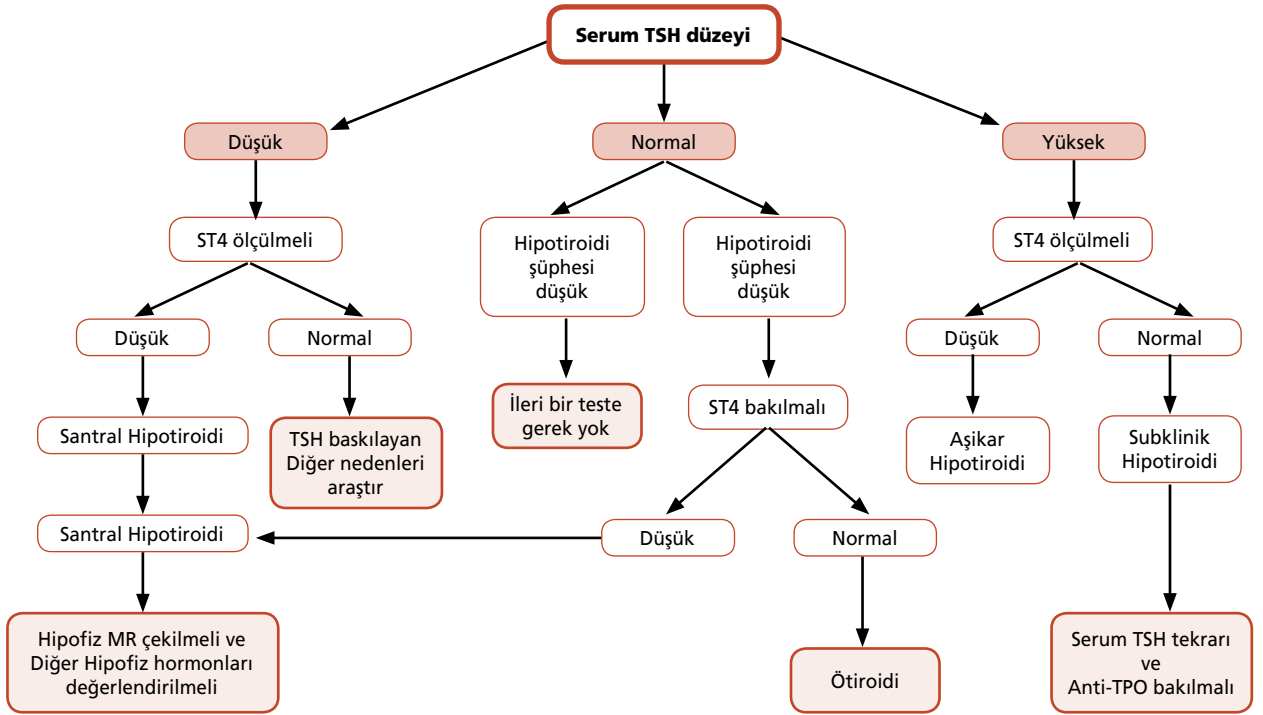 Serum TSH düzeyi
Düşük
Normal
Yüksek
ST4 ölçülmeli
Hipotiroidi
şüphesi
düşük
Hipotiroidi
şüphesi
düşük
ST4 ölçülmeli
Düşük
Normal
Düşük
Normal
İleri bir teste
gerek yok
ST4 bakılmalı
Santral Hipotiroidi
TSH baskılayan
Diğer nedenleri
araştır
Aşikar
Hipotiroidi
Subklinik
Hipotiroidi
Santral Hipotiroidi
Düşük
Normal
Hipofiz MR çekilmeli ve
Diğer Hipofiz hormonları
değerlendirilmeli
Ötiroidi
Serum TSH tekrarı
ve
Anti-TPO bakılmalı